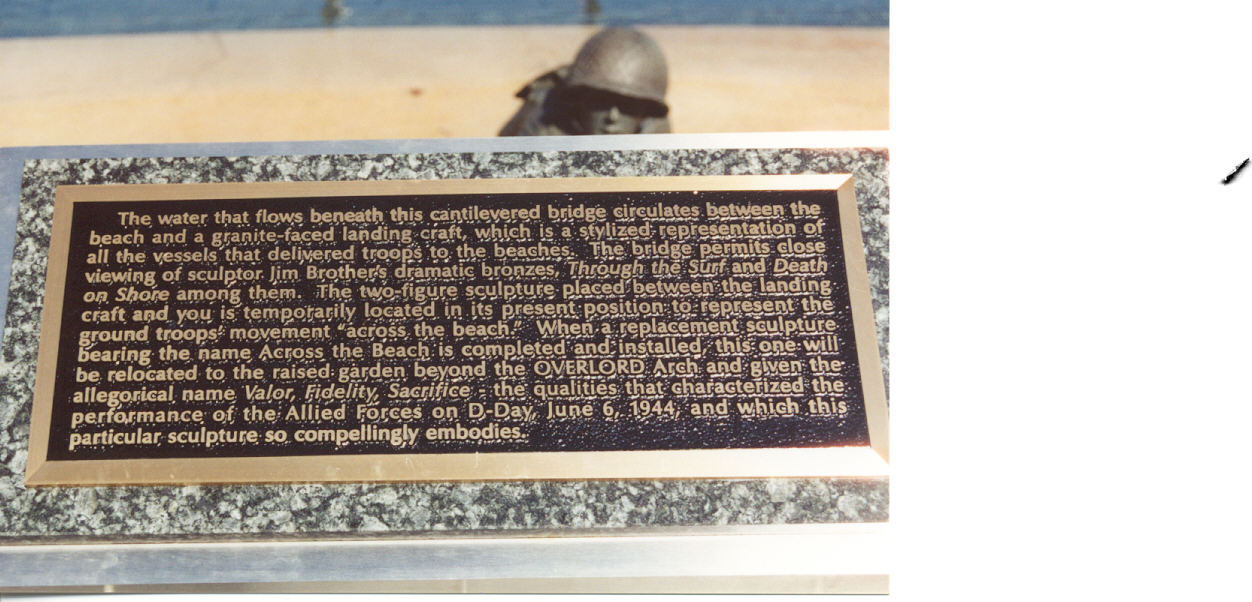 The water that flows beneath this cantilevered bridge circulates between the
beach and a granite-faced landing craft, which is a stylized representation of
all the vessels that delivered troops to the beaches. The bridge permits close
viewing of sculptor Jim Brother's dramatic bronzes, Through the Surf and Death
on Shore among them. The two-figure sculpture placed between the landing
craft and you is temporarily located in its present position to represent the
ground troops' movement "across the beach." When a replacement sculpture
bearing the name Across the Beach is completed and installed, this one will
be relocated to the raised garden beyond the OVERLORD Arch and given the
allegorical name Valor, Fidelity, Sacrifice - the qualities that characterized the
performance of the Allied Forces on D-Day, June 6, 1944, and which this
particular sculpture so compellingly embodies.